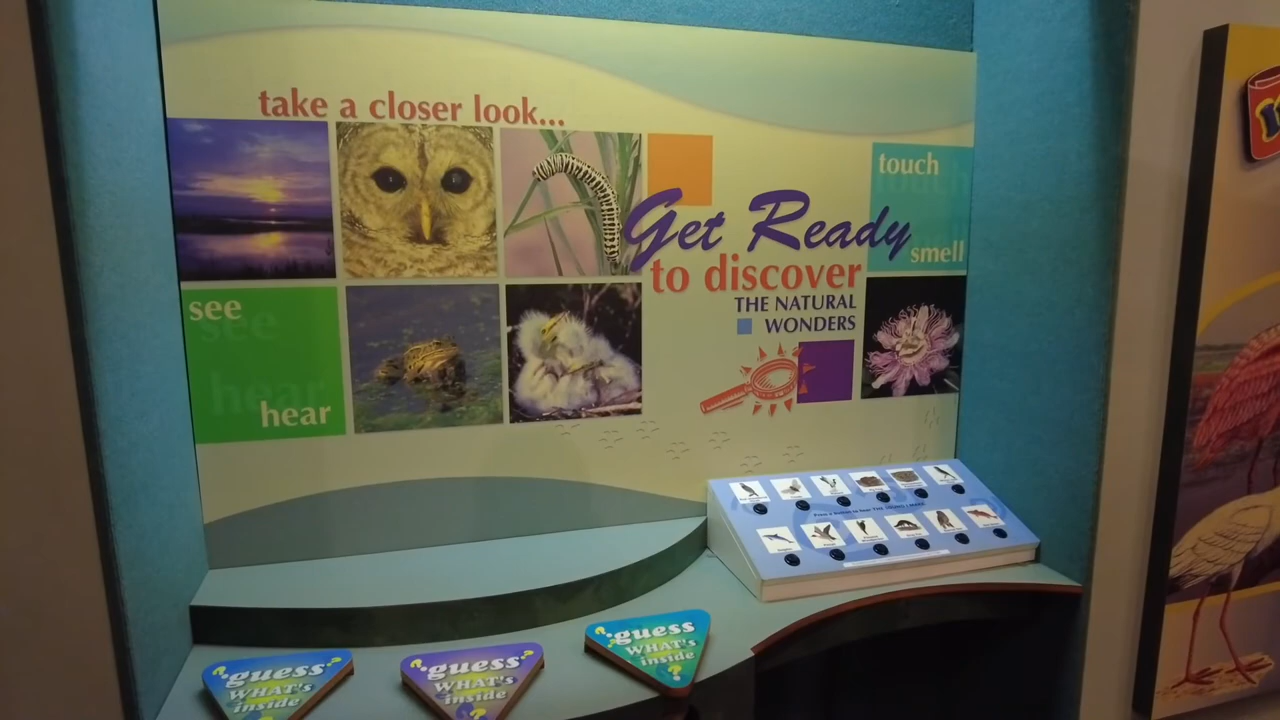 take a closer look...
touch
smell
Get Ready
to discover
THE NATURAL
WONDERS
see
hear
guess
WHAT's
inside
?
guess
WHAT's
inside
guess
WHAT's
inside
?